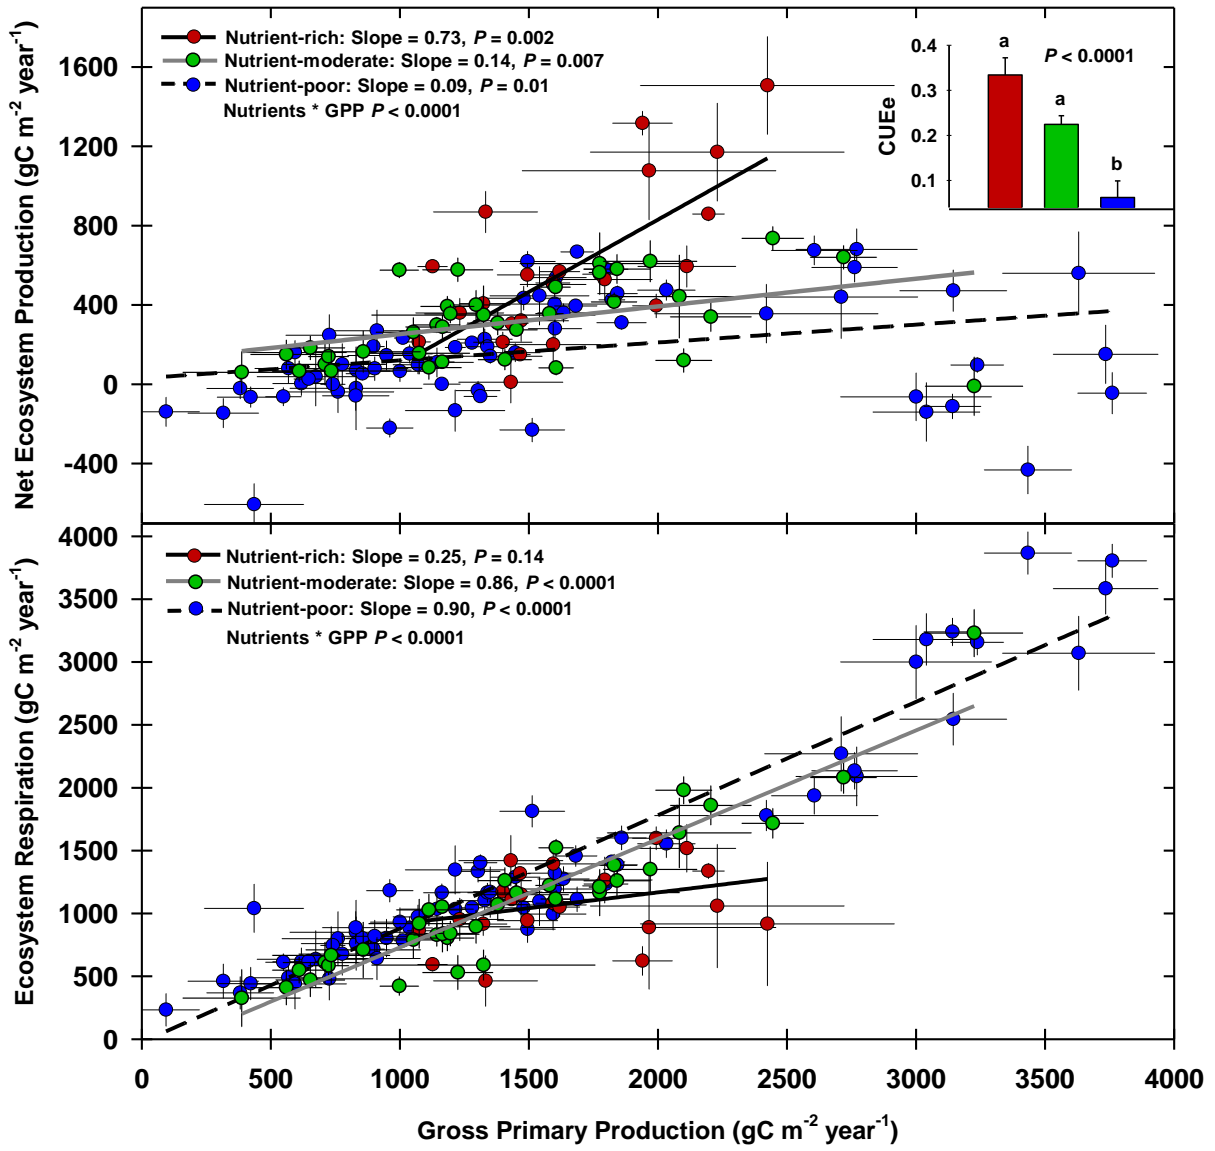 Nutrient-rich: Slope = 0.73, P = 0.002
Nutrient-moderate: Slope = 0.14, P = 0.007
Nutrient-poor: Slope = 0.09, P = 0.01
Nutrients * GPP P < 0.0001
Net Ecosystem Production (gC m-2 year-1)
1600
1200
800
400
0
-400
CUEe
0.4
0.3
0.2
0.1
a
a
b
P < 0.0001
Nutrient-rich: Slope = 0.25, P = 0.14
Nutrient-moderate: Slope = 0.86, P < 0.0001
Nutrient-poor: Slope = 0.90, P < 0.0001
Nutrients * GPP P < 0.0001
Ecosystem Respiration (gC m-2 year-1)
4000
3500
3000
2500
2000
1500
1000
500
0
0 500 1000 1500 2000 2500 3000 3500 4000
Gross Primary Production (gC m-2 year-1)